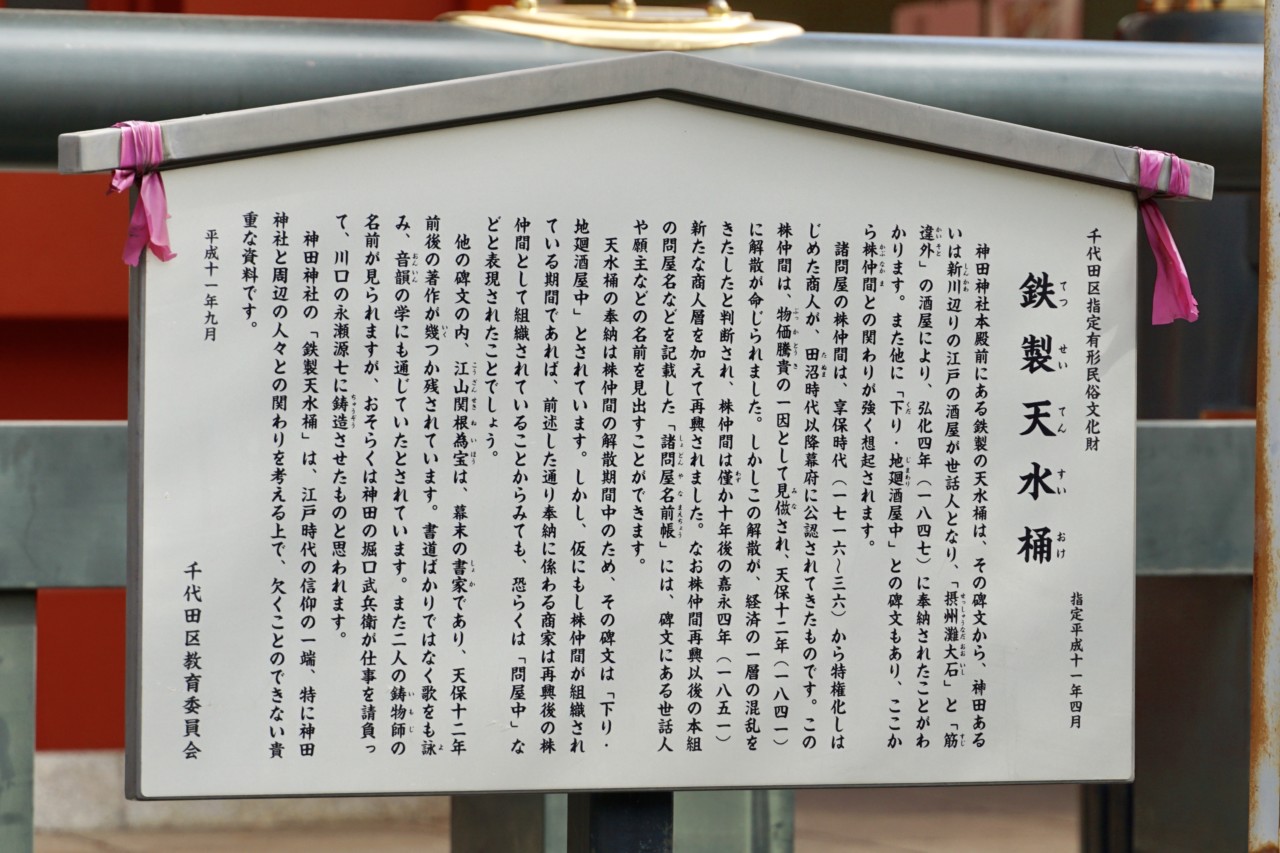 千代田区指定有形民俗文化財
鉄製天水桶
てつせいてんすいおけ
指定平成十一年四月
神田神社本殿前にある鉄製の天水桶は、その碑文から、神田ある
いは新川辺りの江戸の酒屋が世話人となり、「摂州灘大石」と「筋
違外」の酒屋により、弘化四年（一八四七）に奉納されたことがわ
かります。また他に「下り・地廻酒屋中」との碑文もあり、ここか
ら株仲間との関わりが強く想起されます。
諸問屋の株仲間は、享保時代（一七一六〜三六）から特権化しは
じめた商人が、田沼時代以降幕府に公認されてきたものです。この
株仲間は、物価騰貴の一因として見做され、天保十二年（一八四一）
に解散が命じられました。しかしこの解散が、経済の一層の混乱を
きたしたと判断され、株仲間は僅か十年後の嘉永四年（一八五一）
新たな商人層を加えて再興されました。なお株仲間再興以後の本組
の問屋名などを記載した「諸問屋名前帳」には、碑文にある世話人
や願主などの名前を見出すことができます。
天水桶の奉納は株仲間の解散期間中のため、その碑文は「下り・
地廻酒屋中」とされています。しかし、仮にもし株仲間が組織され
ている期間であれば、前述した通り奉納に係わる商家は再興後の株
仲間として組織されていることからみても、恐らくは「問屋中」な
どと表現されたことでしょう。
他の碑文の内、江山関根為宝は、幕末の書家であり、天保十二年
前後の著作が幾つか残されています。書道ばかりではなく歌をも詠
み、音韻の学にも通じていたとされています。また二人の鋳物師の
名前が見られますが、おそらくは神田の堀口武兵衛が仕事を請負っ
て、川口の永瀬源七に鋳造させたものと思われます。
神田神社の「鉄製天水桶」は、江戸時代の信仰の一端、特に神田
神社と周辺の人々との関わりを考える上で、欠くことのできない貴
重な資料です。
平成十一年九月
千代田区教育委員会